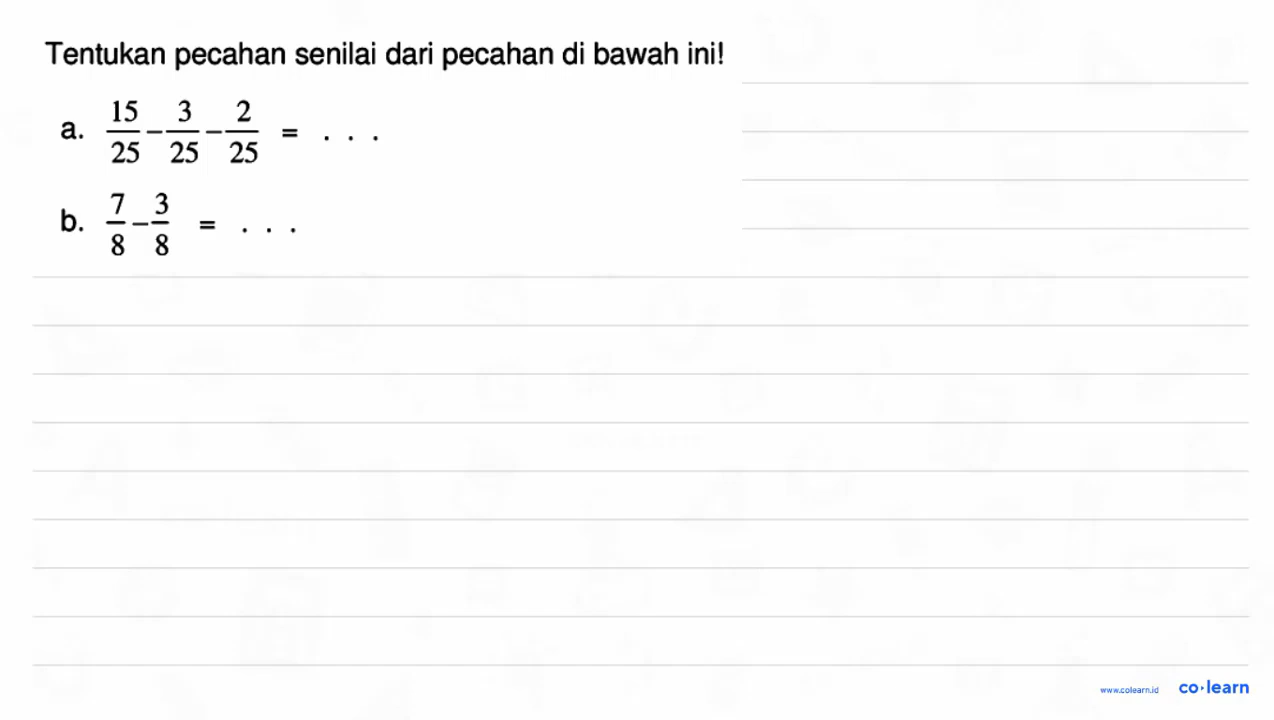 Tentukan pecahan senilai dari pecahan di bawah ini!
a. 15/25 - 3/25 - 2/25 = . . .
b. 7/8 - 3/8 = . . .
www.colearn.id co·learn